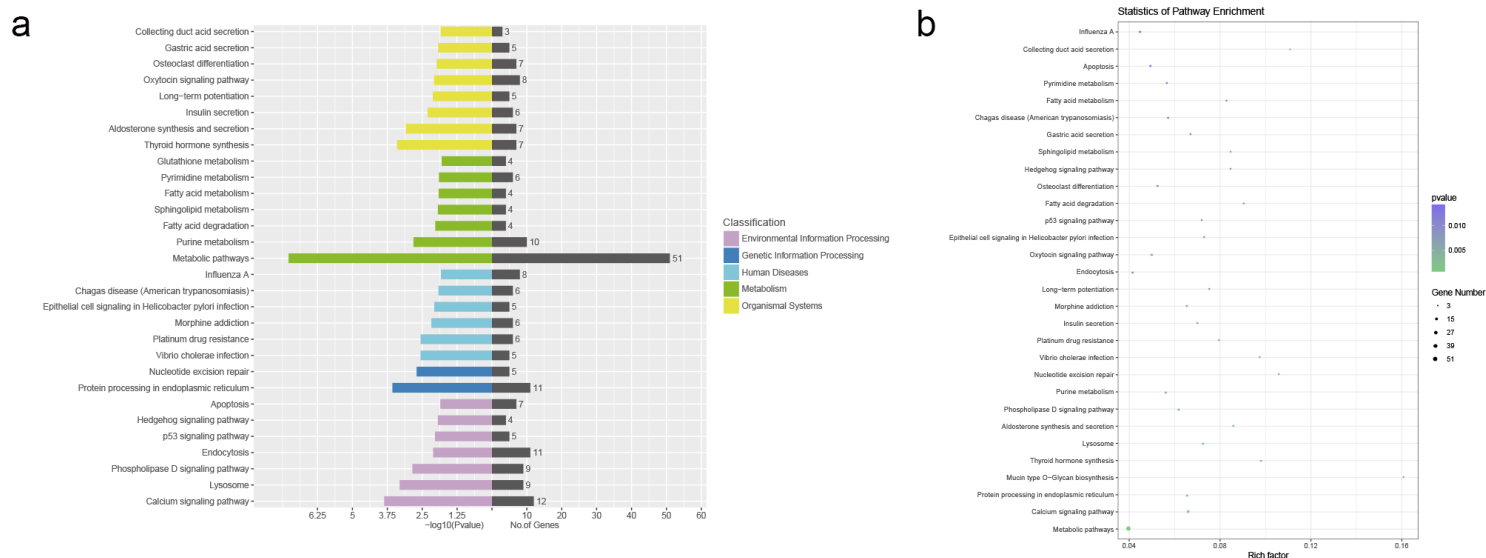 a
Collecting duct acid secretion 3
Gastric acid secretion 5
Osteoclast differentiation 7
Oxytocin signaling pathway 8
Long-term potentiation 5
Insulin secretion 6
Aldosterone synthesis and secretion 7
Thyroid hormone synthesis 7
Glutathione metabolism 4
Pyrimidine metabolism 6
Fatty acid metabolism 4
Sphingolipid metabolism 4
Fatty acid degradation 4
Purine metabolism 10
Metabolic pathways 51
Influenza A 8
Chagas disease (American trypanosomiasis) 6
Epithelial cell signaling in Helicobacter pylori infection 5
Morphine addiction 6
Platinum drug resistance 6
Vibrio cholerae infection 5
Nucleotide excision repair 5
Protein processing in endoplasmic reticulum 11
Apoptosis 7
Hedgehog signaling pathway 4
p53 signaling pathway 5
Endocytosis 11
Phospholipase D signaling pathway 9
Lysosome 9
Calcium signaling pathway 12
6.25 5 3.75 2.5 1.25 10 20 30 40 50 60
−log10(Pvalue) No.of Genes
Classification
Environmental Information Processing
Genetic Information Processing
Human Diseases
Metabolism
Organismal Systems
b
Statistics of Pathway Enrichment
Influenza A
Collecting duct acid secretion
Apoptosis
Pyrimidine metabolism
Fatty acid metabolism
Chagas disease (American trypanosomiasis)
Gastric acid secretion
Sphingolipid metabolism
Hedgehog signaling pathway
Osteoclast differentiation
Fatty acid degradation
p53 signaling pathway
Epithelial cell signaling in Helicobacter pylori infection
Oxytocin signaling pathway
Endocytosis
Long-term potentiation
Morphine addiction
Insulin secretion
Platinum drug resistance
Vibrio cholerae infection
Nucleotide excision repair
Purine metabolism
Phospholipase D signaling pathway
Aldosterone synthesis and secretion
Lysosome
Thyroid hormone synthesis
Mucin type O-Glycan biosynthesis
Protein processing in endoplasmic reticulum
Calcium signaling pathway
Metabolic pathways
0.04 0.08 0.12 0.16
Rich factor
pvalue
0.010
0.005
Gene Number
3
15
27
39
51